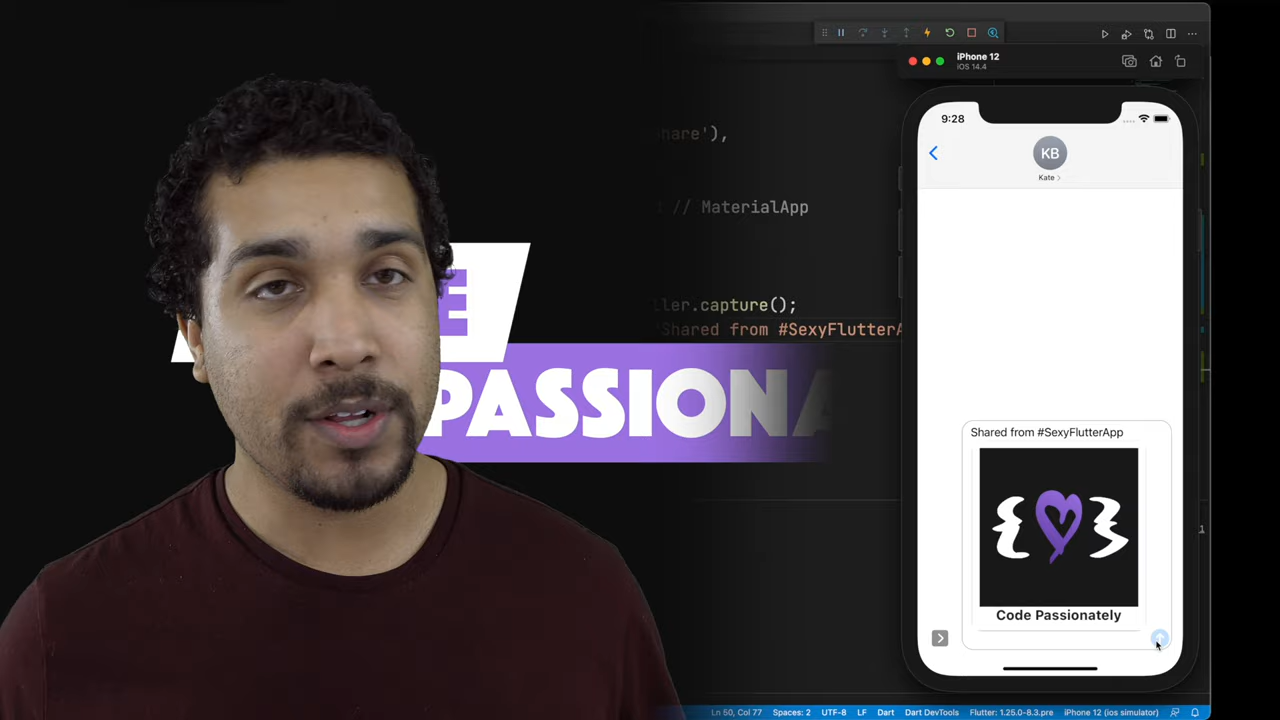 E
PASSIONA
are'),
// MaterialApp
ller.capture();
'Shared from #SexyFlutterA
iPhone 12
iOS 14.4
9:28
KB
Kate >
Shared from #SexyFlutterApp
Code Passionately
Ln 50, Col 77
Spaces: 2
UTF-8
LF
Dart
Dart DevTools
Flutter: 1.25.0-8.3.pre
iPhone 12 (ios simulator)